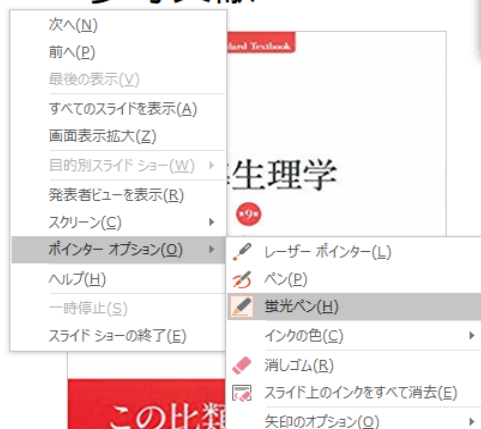 次へ(N)
前へ(P)
最後の表示(V)
すべてのスライドを表示(A)
画面表示拡大(Z)
目的別スライド ショー(W)
発表者ビューを表示(R)
スクリーン(C)
ポインター オプション(O)
ヘルプ(H)
一時停止(S)
スライド ショーの終了(E)
レーザー ポインター(L)
ペン(P)
蛍光ペン(H)
インクの色(C)
消しゴム(R)
スライド上のインクをすべて消去(E)
矢印のオプション(O)
dard Textbook
生理学
第9版
この比類